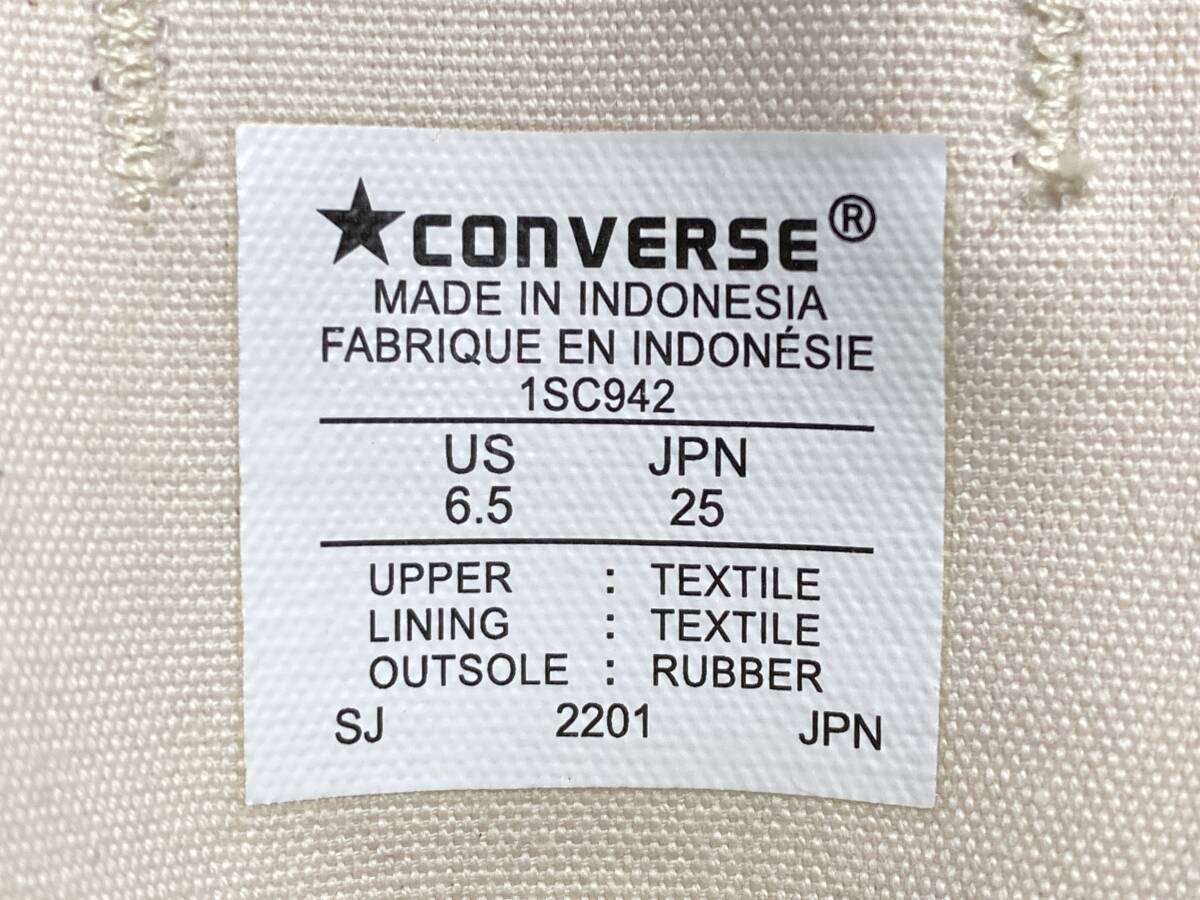 ★CONVERSE®
MADE IN INDONESIA
FABRIQUE EN INDONÉSIE
1SC942
US JPN
6.5 25
UPPER : TEXTILE
LINING : TEXTILE
OUTSOLE : RUBBER
SJ 2201 JPN